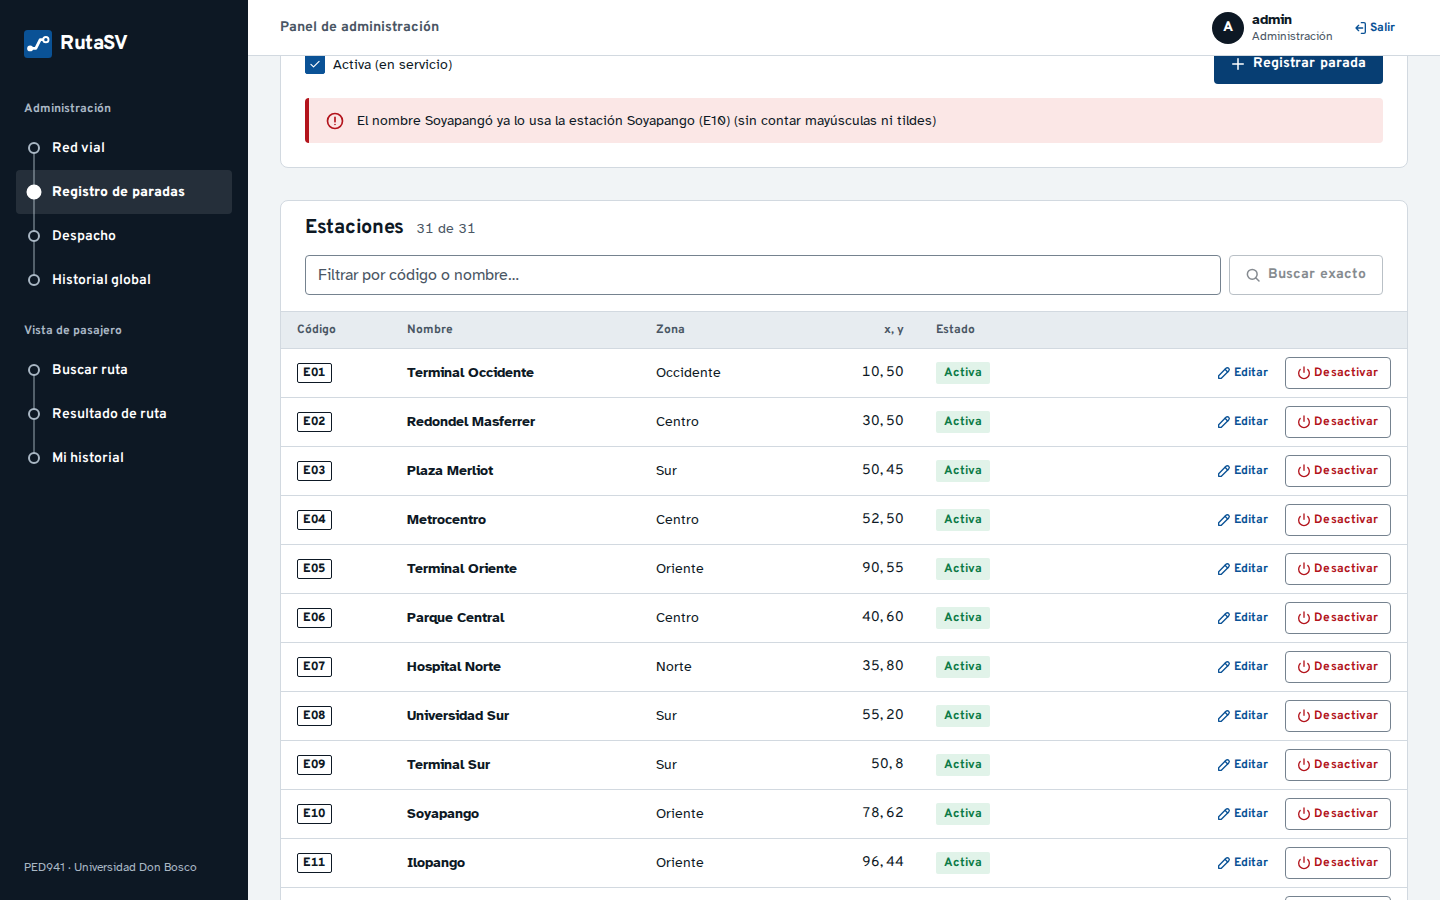 RutaSV
Administración
Red vial
Registro de paradas
Despacho
Historial global
Vista de pasajero
Buscar ruta
Resultado de ruta
Mi historial
PED941 · Universidad Don Bosco
Panel de administración
A
admin
Administración
Salir
Activa (en servicio)
Registrar parada
El nombre Soyapangó ya lo usa la estación Soyapango (E10) (sin contar mayúsculas ni tildes)
Estaciones 31 de 31
Filtrar por código o nombre...
Buscar exacto
Código Nombre Zona x, y Estado
E01 Terminal Occidente Occidente 10, 50 Activa Editar Desactivar
E02 Redondel Masferrer Centro 30, 50 Activa Editar Desactivar
E03 Plaza Merliot Sur 50, 45 Activa Editar Desactivar
E04 Metrocentro Centro 52, 50 Activa Editar Desactivar
E05 Terminal Oriente Oriente 90, 55 Activa Editar Desactivar
E06 Parque Central Centro 40, 60 Activa Editar Desactivar
E07 Hospital Norte Norte 35, 80 Activa Editar Desactivar
E08 Universidad Sur Sur 55, 20 Activa Editar Desactivar
E09 Terminal Sur Sur 50, 8 Activa Editar Desactivar
E10 Soyapango Oriente 78, 62 Activa Editar Desactivar
E11 Ilopango Oriente 96, 44 Activa Editar Desactivar